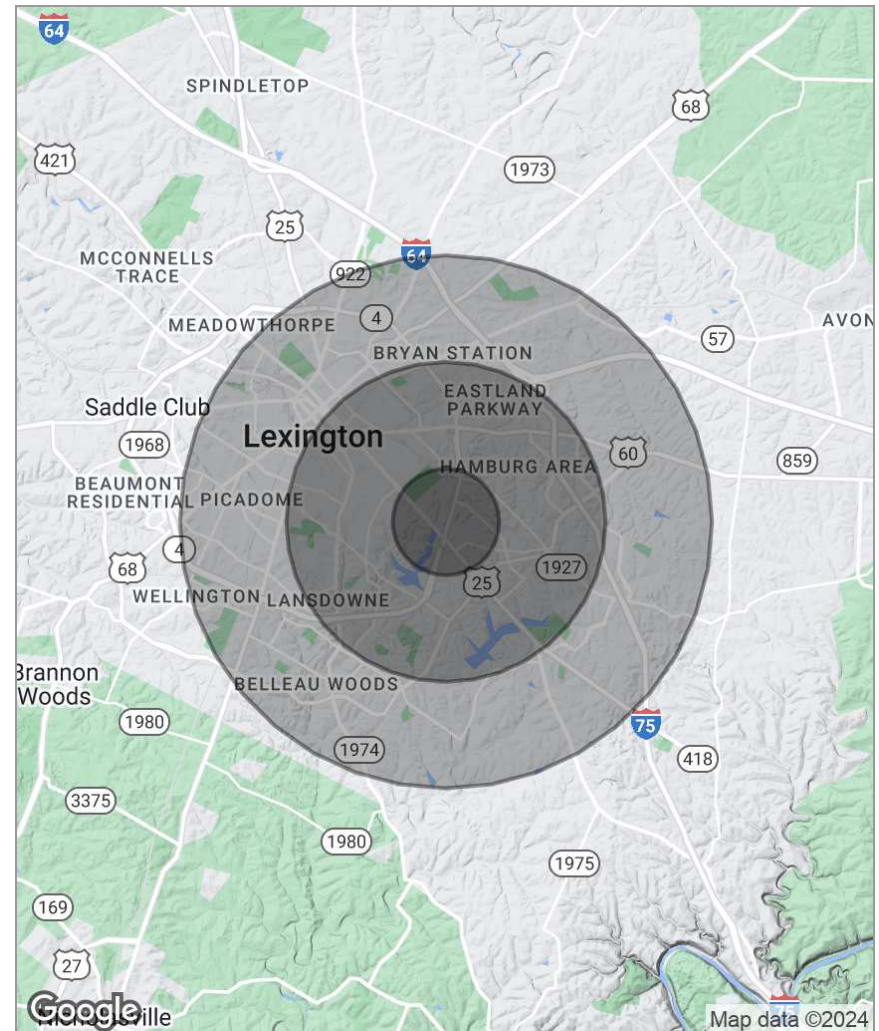 64
SPINDLETOP
68
421
1973
25
MCCONNELLS
TRACE
64
922
4
57
AVON
MEADOWTHORPE
BRYAN STATION
EASTLAND
PARKWAY
Saddle Club
Lexington
1968
60
859
HAMBURG AREA
BEAUMONT
RESIDENTIAL
PICADOME
4
68
1927
25
WELLINGTON
LANSDOWNE
Brannon
Woods
BELLEAU WOODS
1980
75
1974
418
3375
1980
1975
169
27
Google
Nicholasville
75
Map data ©2024